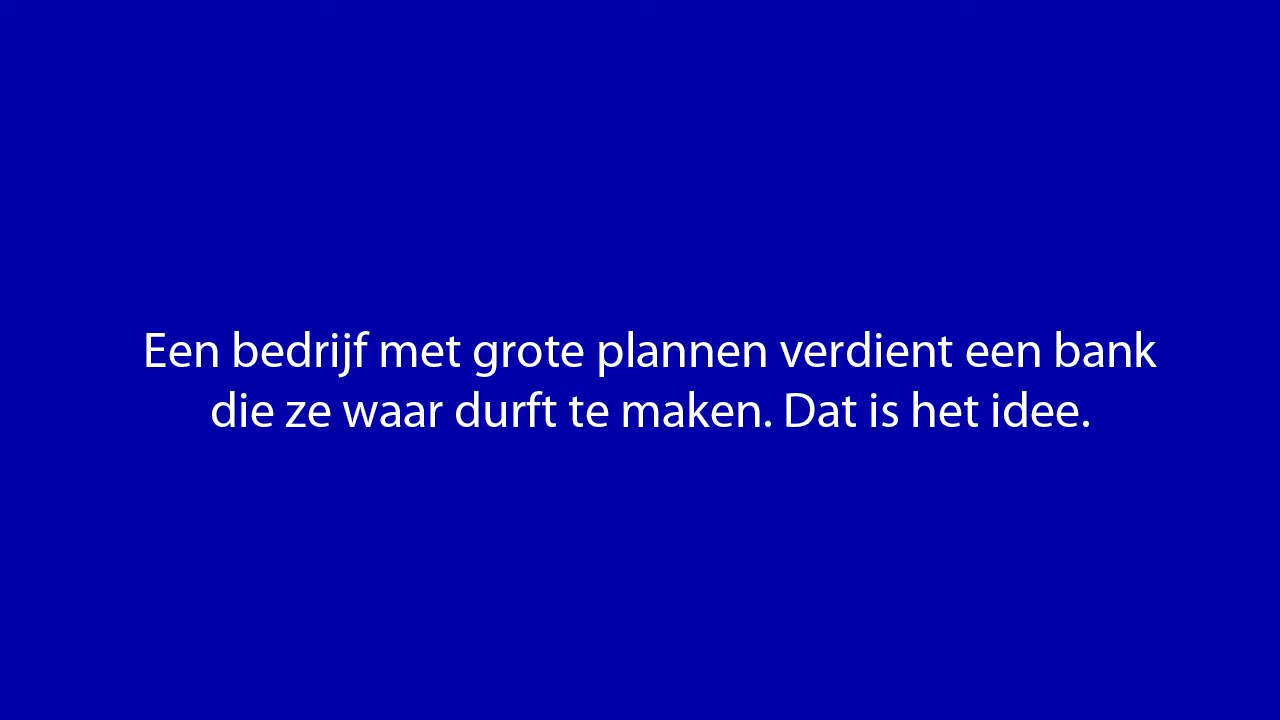 Een bedrijf met grote plannen verdient een bank
die ze waar durft te maken. Dat is het idee.